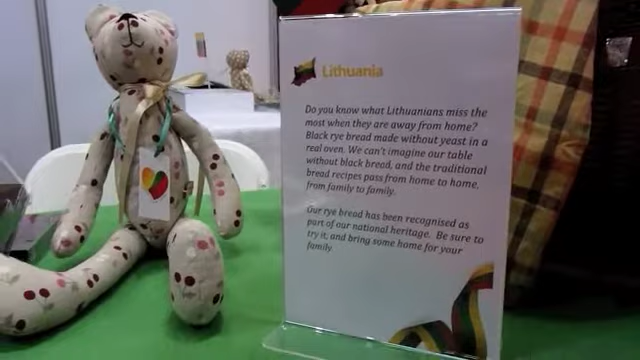 Lithuania
Do you know what Lithuanians miss the
most when they are away from home?
Black rye bread made without yeast in a
real oven. We can't imagine our table
without black bread, and the traditional
bread recipes pass from home to home,
from family to family.
Our rye bread has been recognised as
part of our national heritage. Be sure to
try it, and bring some home for your
family.